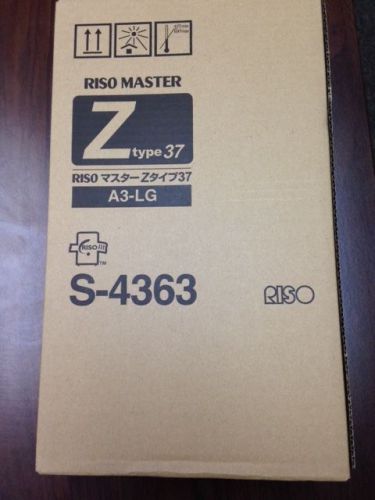 RISO MASTER
Z type 37
RISO マスター Zタイプ37
A3-LG
RISO
TM
S-4363
RISO